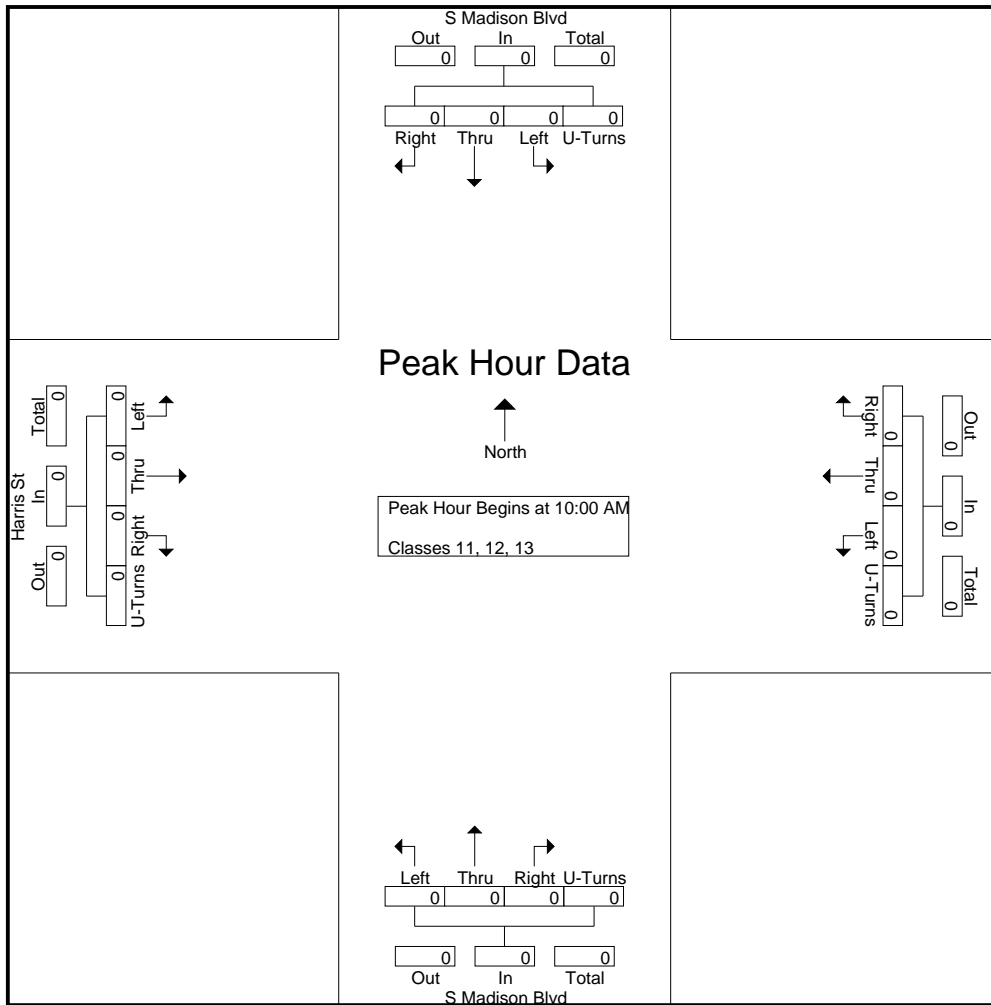 S Madison Blvd
Out In Total
0 0 0
0 0 0 0
Right Thru Left U-Turns
Peak Hour Data
North
Peak Hour Begins at 10:00 AM
Classes 11, 12, 13
Harris St
Total In Out
0 0 0
0 0 0 0
Left Thru Right U-Turns
Right Thru Left U-Turns
0 0 0 0
Out In Total
0 0 0
Left Thru Right U-Turns
0 0 0 0
0 0 0
Out In Total
S Madison Blvd